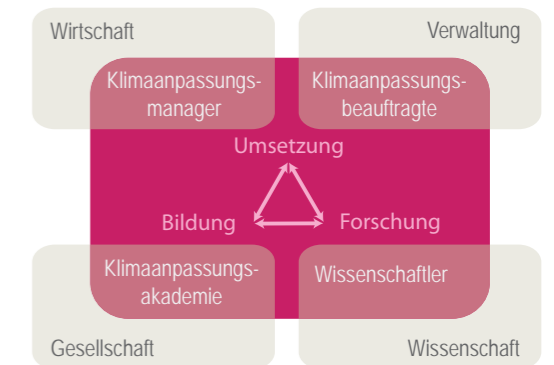 Wirtschaft
Verwaltung
Klimaanpassungs-
manager
Klimaanpassungs-
beauftragte
Umsetzung
Bildung
Forschung
Klimaanpassungs-
akademie
Wissenschaftler
Gesellschaft
Wissenschaft